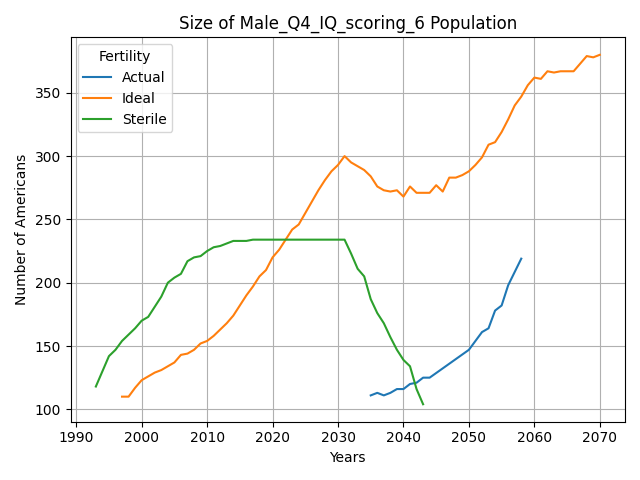 Size of Male_Q4_IQ_scoring_6 Population
Fertility
Actual
Ideal
Sterile
Number of Americans
350
300
250
200
150
100
1990 2000 2010 2020 2030 2040 2050 2060 2070
Years